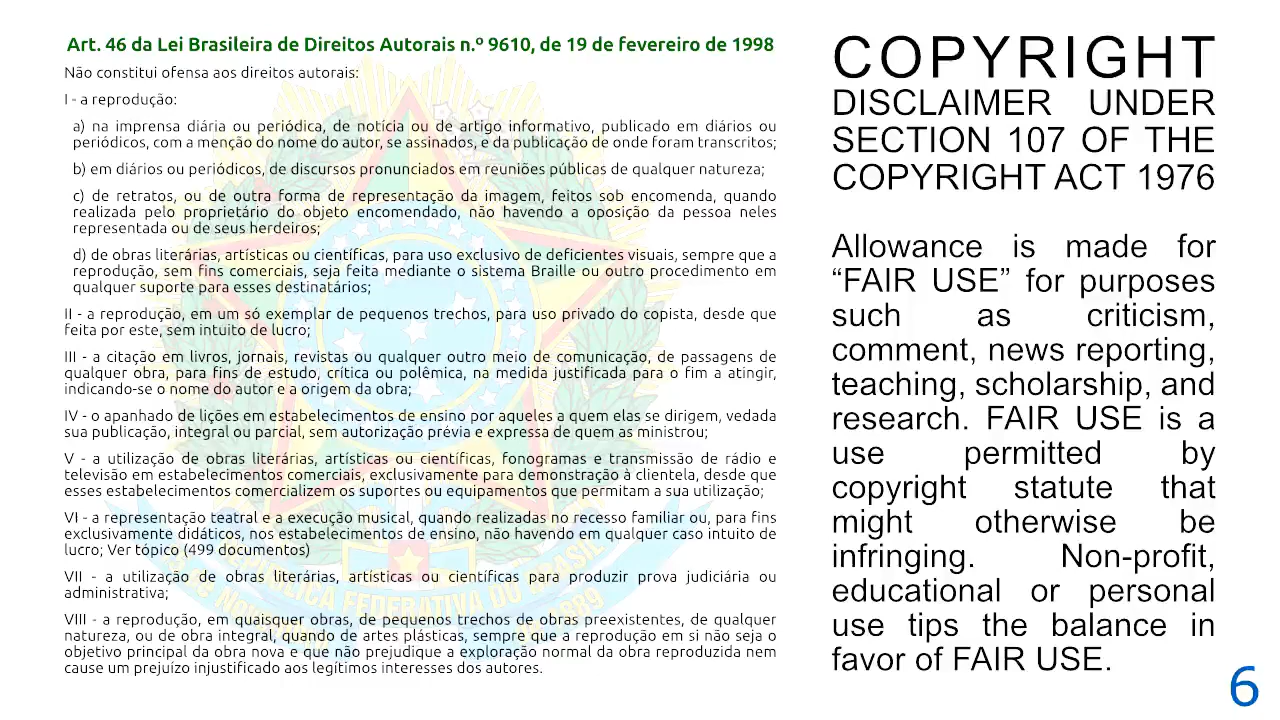 Art. 46 da Lei Brasileira de Direitos Autorais n.º 9610, de 19 de fevereiro de 1998
Não constitui ofensa aos direitos autorais:
I - a reprodução:
a) na imprensa diária ou periódica, de notícia ou de artigo informativo, publicado em diários ou
periódicos, com a menção do nome do autor, se assinados, e da publicação de onde foram transcritos;
b) em diários ou periódicos, de discursos pronunciados em reuniões públicas de qualquer natureza;
c) de retratos, ou de outra forma de representação da imagem, feitos sob encomenda, quando
realizada pelo proprietário do objeto encomendado, não havendo a oposição da pessoa neles
representada ou de seus herdeiros;
d) de obras literárias, artísticas ou científicas, para uso exclusivo de deficientes visuais, sempre que a
reprodução, sem fins comerciais, seja feita mediante o sistema Braille ou outro procedimento em
qualquer suporte para esses destinatários;
II - a reprodução, em um só exemplar de pequenos trechos, para uso privado do copista, desde que
feita por este, sem intuito de lucro;
III - a citação em livros, jornais, revistas ou qualquer outro meio de comunicação, de passagens de
qualquer obra, para fins de estudo, crítica ou polêmica, na medida justificada para o fim a atingir,
indicando-se o nome do autor e a origem da obra;
IV - o apanhado de lições em estabelecimentos de ensino por aqueles a quem elas se dirigem, vedada
sua publicação, integral ou parcial, sem autorização prévia e expressa de quem as ministrou;
V - a utilização de obras literárias, artísticas ou científicas, fonogramas e transmissão de rádio e
televisão em estabelecimentos comerciais, exclusivamente para demonstração à clientela, desde que
esses estabelecimentos comercializem os suportes ou equipamentos que permitam a sua utilização;
VI - a representação teatral e a execução musical, quando realizadas no recesso familiar ou, para fins
exclusivamente didáticos, nos estabelecimentos de ensino, não havendo em qualquer caso intuito de
lucro; Ver tópico (499 documentos)
VII - a utilização de obras literárias, artísticas ou científicas para produzir prova judiciária ou
administrativa;
VIII - a reprodução, em quaisquer obras, de pequenos trechos de obras preexistentes, de qualquer
natureza, ou de obra integral, quando de artes plásticas, sempre que a reprodução em si não seja o
objetivo principal da obra nova e que não prejudique a exploração normal da obra reproduzida nem
cause um prejuízo injustificado aos legítimos interesses dos autores.
COPYRIGHT
DISCLAIMER UNDER
SECTION 107 OF THE
COPYRIGHT ACT 1976
Allowance is made for
“FAIR USE” for purposes
such as criticism,
comment, news reporting,
teaching, scholarship, and
research. FAIR USE is a
use permitted by
copyright statute that
might otherwise be
infringing. Non-profit,
educational or personal
use tips the balance in
favor of FAIR USE.
6